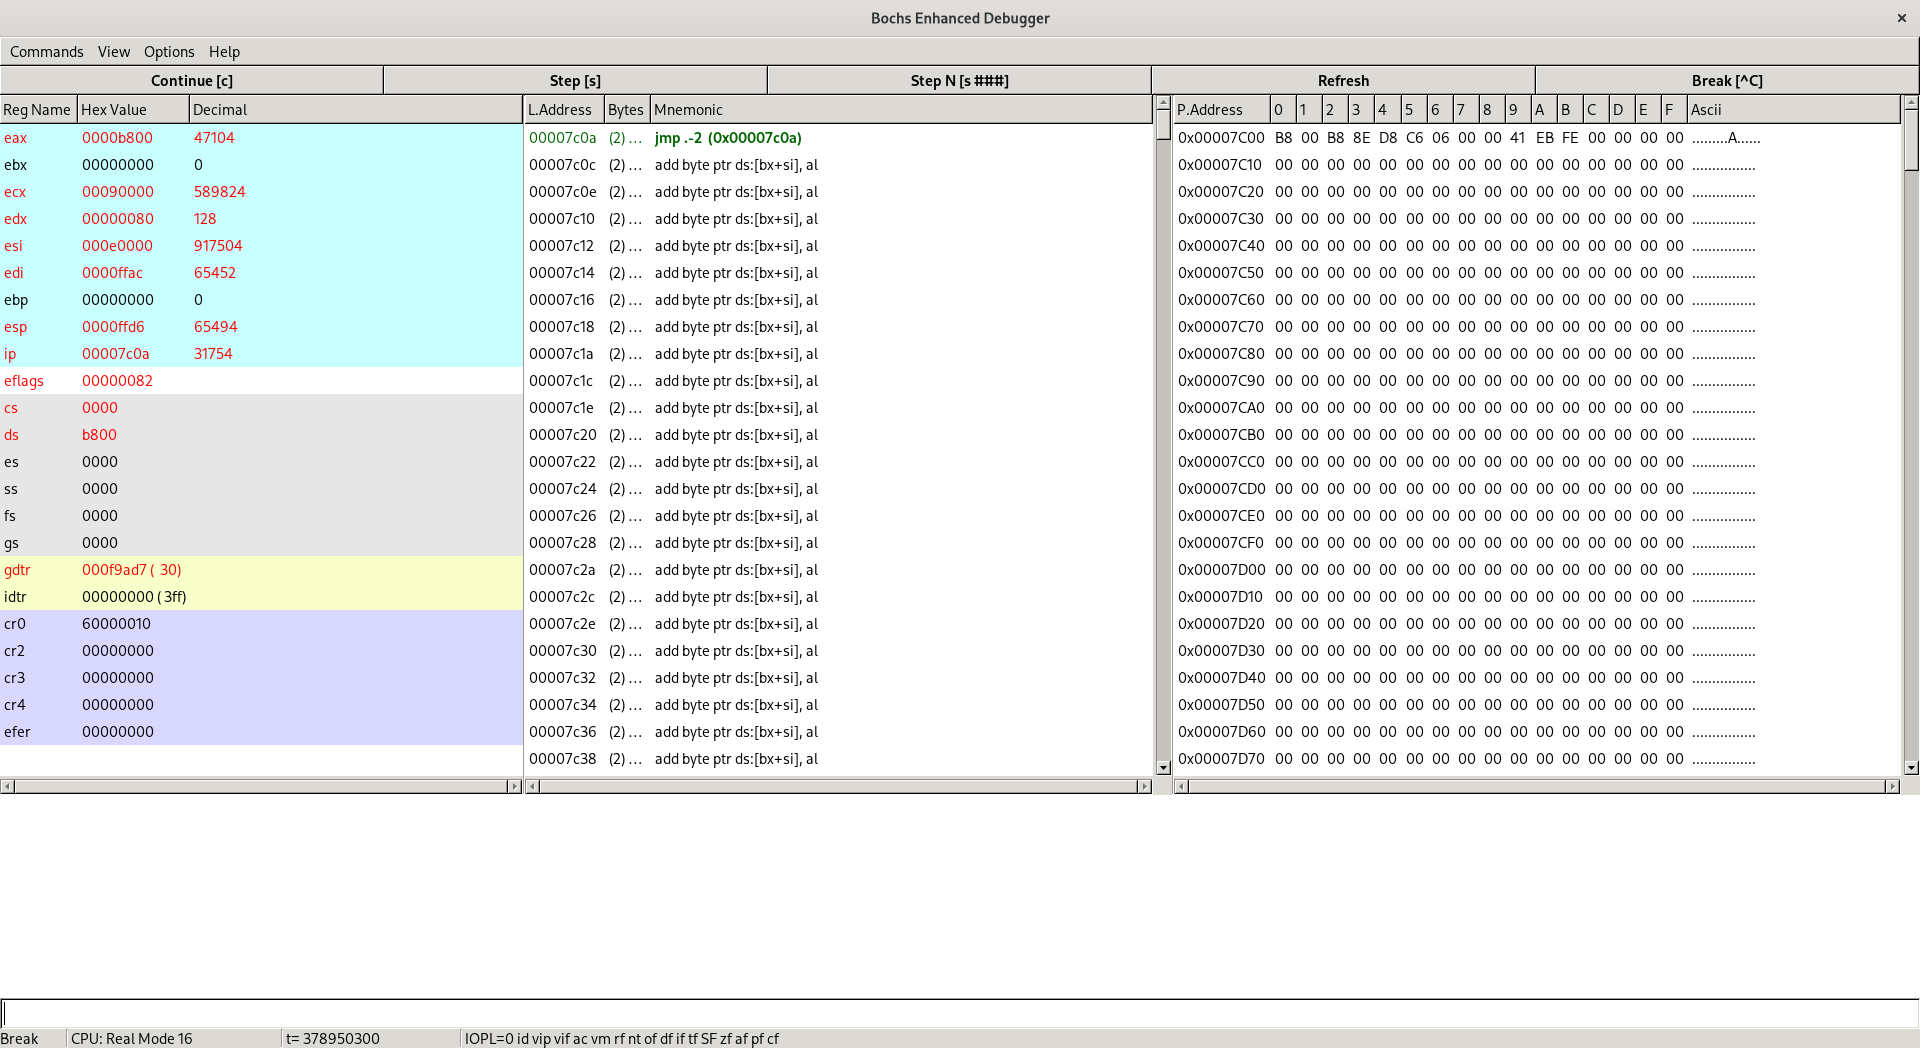 Bochs Enhanced Debugger ×
Commands View Options Help
Continue [c] Step [s] Step N [s ###] Refresh Break [^C]
Reg Name Hex Value Decimal L.Address Bytes Mnemonic P.Address 0 1 2 3 4 5 6 7 8 9 A B C D E F Ascii
eax 0000b800 47104 00007c0a (2) ... jmp .-2 (0x00007c0a) 0x00007C00 B8 00 B8 8E D8 C6 06 00 00 41 EB FE 00 00 00 00 .........A......
ebx 00000000 0 00007c0c (2) ... add byte ptr ds:[bx+si], al 0x00007C10 00 00 00 00 00 00 00 00 00 00 00 00 00 00 00 00 ................
ecx 00090000 589824 00007c0e (2) ... add byte ptr ds:[bx+si], al 0x00007C20 00 00 00 00 00 00 00 00 00 00 00 00 00 00 00 00 ................
edx 00000080 128 00007c10 (2) ... add byte ptr ds:[bx+si], al 0x00007C30 00 00 00 00 00 00 00 00 00 00 00 00 00 00 00 00 ................
esi 000e0000 917504 00007c12 (2) ... add byte ptr ds:[bx+si], al 0x00007C40 00 00 00 00 00 00 00 00 00 00 00 00 00 00 00 00 ................
edi 0000ffac 65452 00007c14 (2) ... add byte ptr ds:[bx+si], al 0x00007C50 00 00 00 00 00 00 00 00 00 00 00 00 00 00 00 00 ................
ebp 00000000 0 00007c16 (2) ... add byte ptr ds:[bx+si], al 0x00007C60 00 00 00 00 00 00 00 00 00 00 00 00 00 00 00 00 ................
esp 0000ffd6 65494 00007c18 (2) ... add byte ptr ds:[bx+si], al 0x00007C70 00 00 00 00 00 00 00 00 00 00 00 00 00 00 00 00 ................
ip 00007c0a 31754 00007c1a (2) ... add byte ptr ds:[bx+si], al 0x00007C80 00 00 00 00 00 00 00 00 00 00 00 00 00 00 00 00 ................
eflags 00000082 00007c1c (2) ... add byte ptr ds:[bx+si], al 0x00007C90 00 00 00 00 00 00 00 00 00 00 00 00 00 00 00 00 ................
cs 0000 00007c1e (2) ... add byte ptr ds:[bx+si], al 0x00007CA0 00 00 00 00 00 00 00 00 00 00 00 00 00 00 00 00 ................
ds b800 00007c20 (2) ... add byte ptr ds:[bx+si], al 0x00007CB0 00 00 00 00 00 00 00 00 00 00 00 00 00 00 00 00 ................
es 0000 00007c22 (2) ... add byte ptr ds:[bx+si], al 0x00007CC0 00 00 00 00 00 00 00 00 00 00 00 00 00 00 00 00 ................
ss 0000 00007c24 (2) ... add byte ptr ds:[bx+si], al 0x00007CD0 00 00 00 00 00 00 00 00 00 00 00 00 00 00 00 00 ................
fs 0000 00007c26 (2) ... add byte ptr ds:[bx+si], al 0x00007CE0 00 00 00 00 00 00 00 00 00 00 00 00 00 00 00 00 ................
gs 0000 00007c28 (2) ... add byte ptr ds:[bx+si], al 0x00007CF0 00 00 00 00 00 00 00 00 00 00 00 00 00 00 00 00 ................
gdtr 000f9ad7 ( 30) 00007c2a (2) ... add byte ptr ds:[bx+si], al 0x00007D00 00 00 00 00 00 00 00 00 00 00 00 00 00 00 00 00 ................
idtr 00000000 ( 3ff) 00007c2c (2) ... add byte ptr ds:[bx+si], al 0x00007D10 00 00 00 00 00 00 00 00 00 00 00 00 00 00 00 00 ................
cr0 60000010 00007c2e (2) ... add byte ptr ds:[bx+si], al 0x00007D20 00 00 00 00 00 00 00 00 00 00 00 00 00 00 00 00 ................
cr2 00000000 00007c30 (2) ... add byte ptr ds:[bx+si], al 0x00007D30 00 00 00 00 00 00 00 00 00 00 00 00 00 00 00 00 ................
cr3 00000000 00007c32 (2) ... add byte ptr ds:[bx+si], al 0x00007D40 00 00 00 00 00 00 00 00 00 00 00 00 00 00 00 00 ................
cr4 00000000 00007c34 (2) ... add byte ptr ds:[bx+si], al 0x00007D50 00 00 00 00 00 00 00 00 00 00 00 00 00 00 00 00 ................
efer 00000000 00007c36 (2) ... add byte ptr ds:[bx+si], al 0x00007D60 00 00 00 00 00 00 00 00 00 00 00 00 00 00 00 00 ................
00007c38 (2) ... add byte ptr ds:[bx+si], al 0x00007D70 00 00 00 00 00 00 00 00 00 00 00 00 00 00 00 00 ................
Break CPU: Real Mode 16 t= 378950300 IOPL=0 id vip vif ac vm rf nt of df if tf SF zf af pf cf